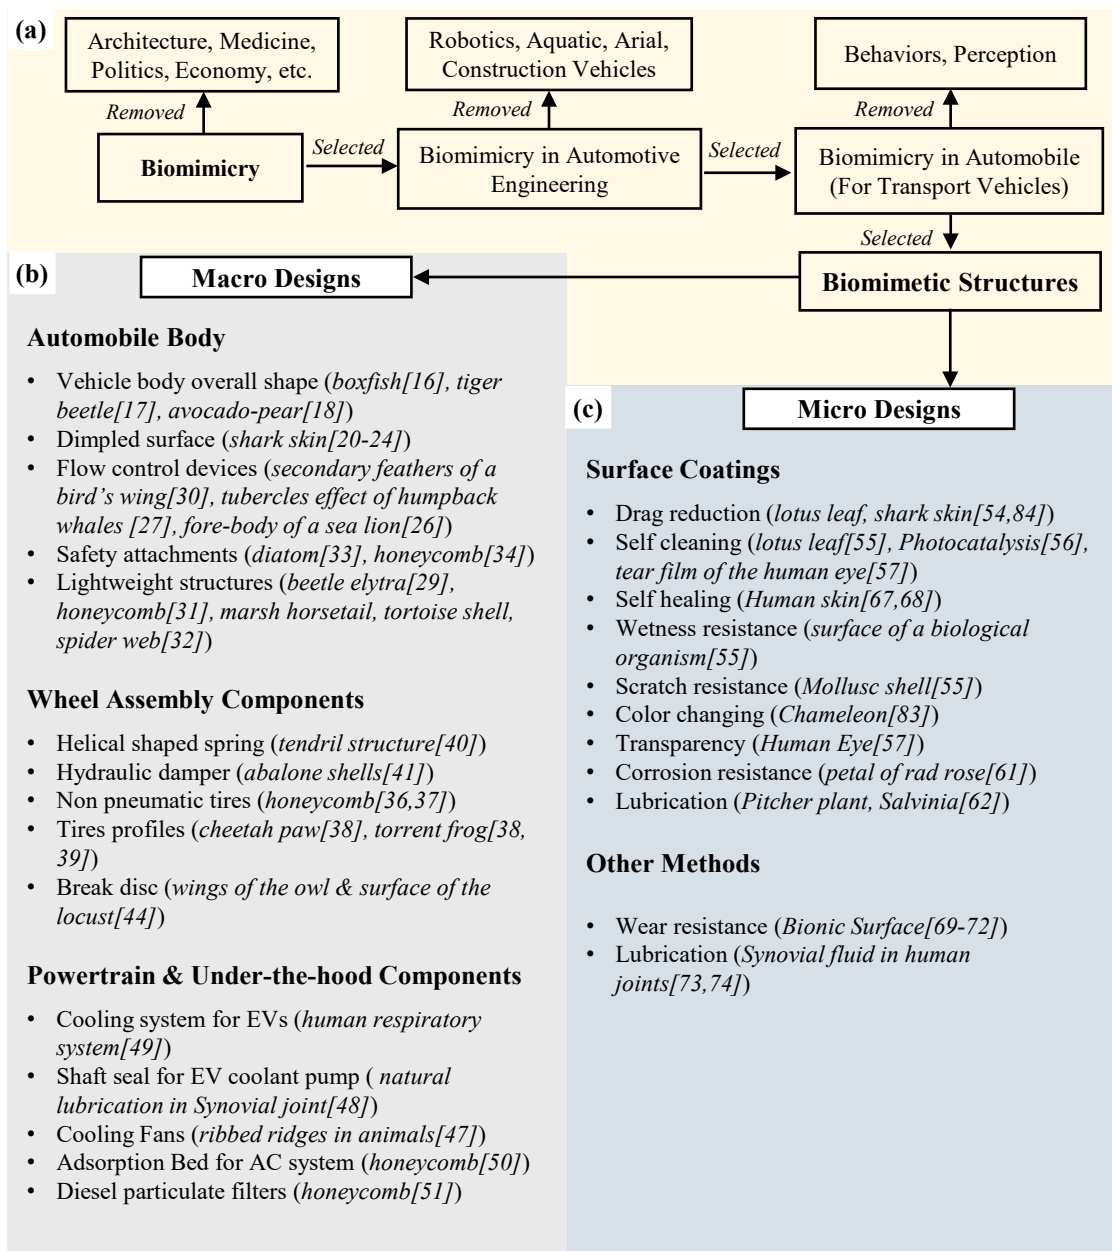 (a)
Architecture, Medicine,
Politics, Economy, etc.
Robotics, Aquatic, Arial,
Construction Vehicles
Behaviors, Perception
Removed
Removed
Removed
Biomimicry
Selected
Biomimicry in Automotive
Engineering
Selected
Biomimicry in Automobile
(For Transport Vehicles)
Selected
Biomimetic Structures
(b)
Macro Designs
Automobile Body
• Vehicle body overall shape (boxfish[16], tiger
beetle[17], avocado-pear[18])
• Dimpled surface (shark skin[20-24])
• Flow control devices (secondary feathers of a
bird’s wing[30], tubercles effect of humpback
whales [27], fore-body of a sea lion[26])
• Safety attachments (diatom[33], honeycomb[34])
• Lightweight structures (beetle elytra[29],
honeycomb[31], marsh horsetail, tortoise shell,
spider web[32])
Wheel Assembly Components
• Helical shaped spring (tendril structure[40])
• Hydraulic damper (abalone shells[41])
• Non pneumatic tires (honeycomb[36,37])
• Tires profiles (cheetah paw[38], torrent frog[38,
39])
• Break disc (wings of the owl & surface of the
locust[44])
Powertrain & Under-the-hood Components
• Cooling system for EVs (human respiratory
system[49])
• Shaft seal for EV coolant pump ( natural
lubrication in Synovial joint[48])
• Cooling Fans (ribbed ridges in animals[47])
• Adsorption Bed for AC system (honeycomb[50])
• Diesel particulate filters (honeycomb[51])
(c)
Micro Designs
Surface Coatings
• Drag reduction (lotus leaf, shark skin[54,84])
• Self cleaning (lotus leaf[55], Photocatalysis[56],
tear film of the human eye[57])
• Self healing (Human skin[67,68])
• Wetness resistance (surface of a biological
organism[55])
• Scratch resistance (Mollusc shell[55])
• Color changing (Chameleon[83])
• Transparency (Human Eye[57])
• Corrosion resistance (petal of rad rose[61])
• Lubrication (Pitcher plant, Salvinia[62])
Other Methods
• Wear resistance (Bionic Surface[69-72])
• Lubrication (Synovial fluid in human
joints[73,74])